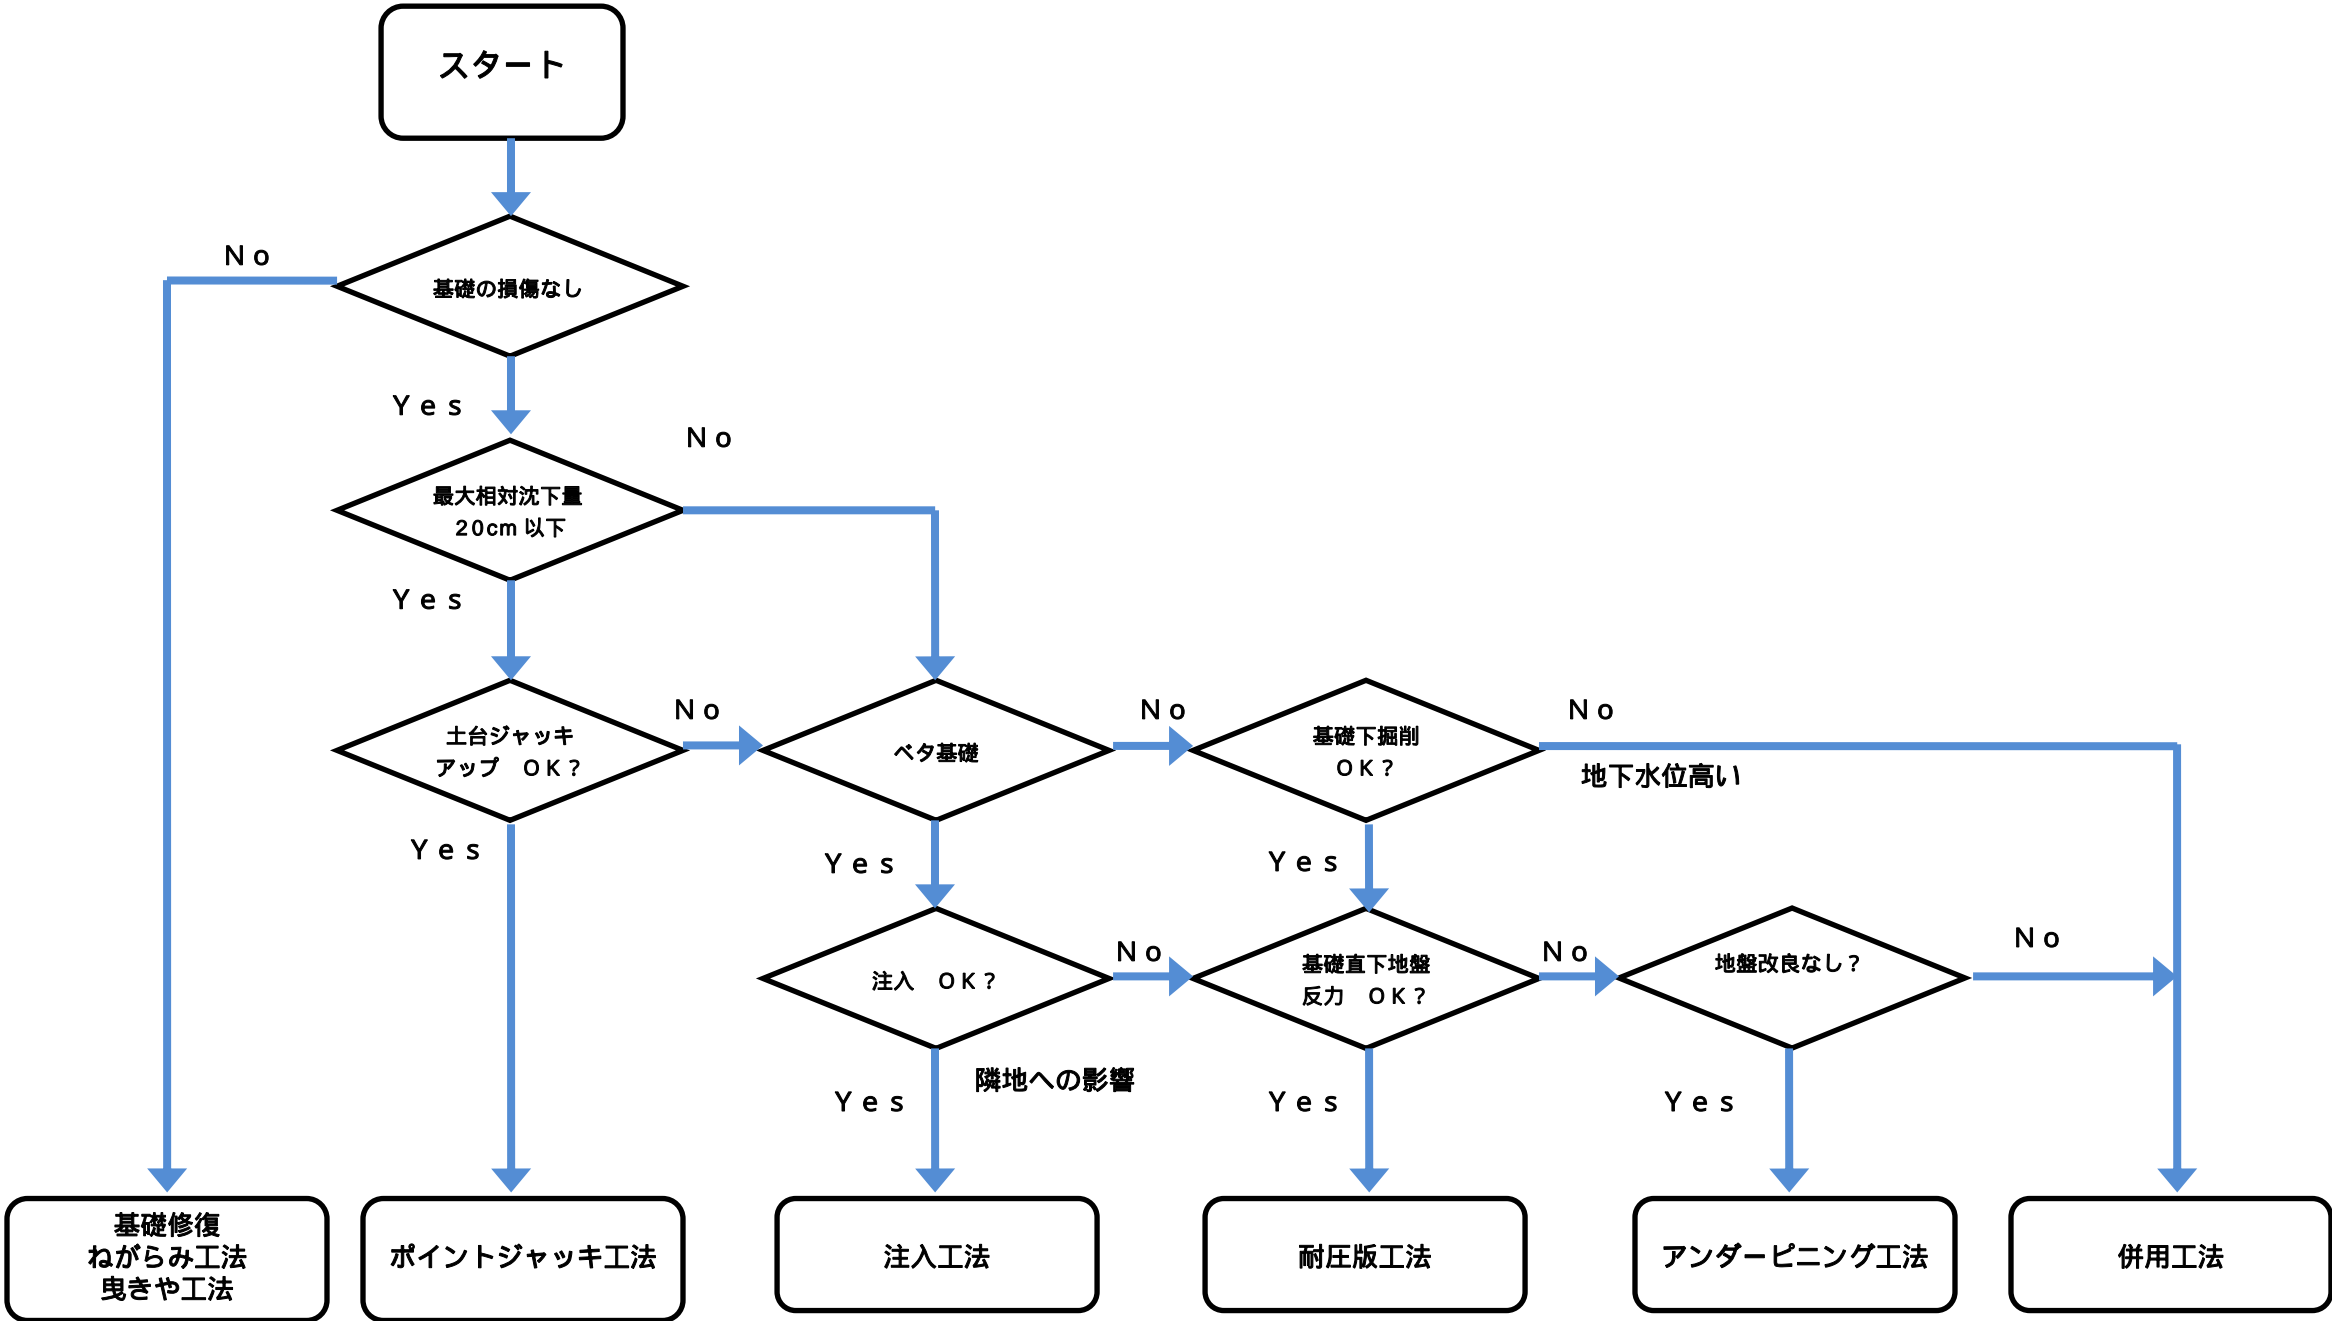 スタート
No
基礎の損傷なし
Yes
No
最大相対沈下量
20cm 以下
Yes
No
No
No
土台ジャッキ
アップ　OK？
ベタ基礎
基礎下掘削
OK？
地下水位高い
Yes
Yes
Yes
No
No
No
注入　OK？
基礎直下地盤
反力　OK？
地盤改良なし？
隣地への影響
Yes
Yes
Yes
基礎修復
ねがらみ工法
曳きや工法
ポイントジャッキ工法
注入工法
耐圧版工法
アンダーピニング工法
併用工法